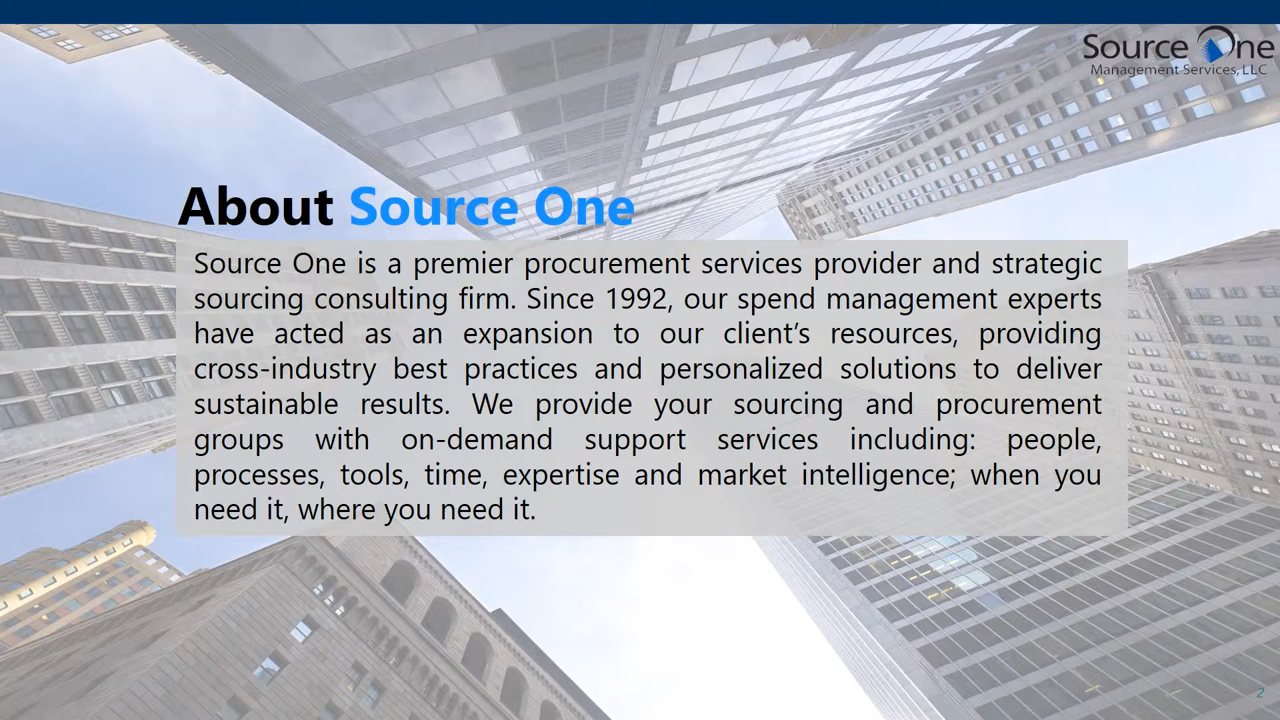 Source One
Management Services, LLC
About Source One
Source One is a premier procurement services provider and strategic
sourcing consulting firm. Since 1992, our spend management experts
have acted as an expansion to our client’s resources, providing
cross-industry best practices and personalized solutions to deliver
sustainable results. We provide your sourcing and procurement
groups with on-demand support services including: people,
processes, tools, time, expertise and market intelligence; when you
need it, where you need it.
2